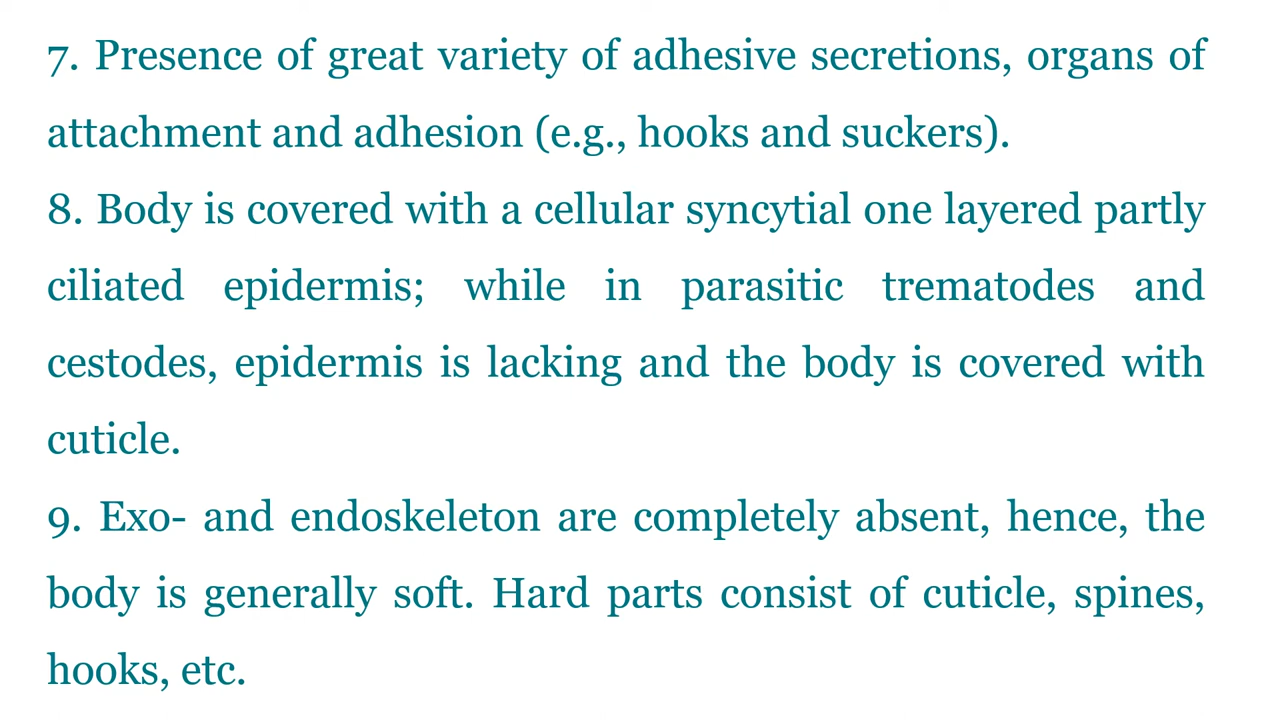 7. Presence of great variety of adhesive secretions, organs of
attachment and adhesion (e.g., hooks and suckers).
8. Body is covered with a cellular syncytial one layered partly
ciliated epidermis; while in parasitic trematodes and
cestodes, epidermis is lacking and the body is covered with
cuticle.
9. Exo- and endoskeleton are completely absent, hence, the
body is generally soft. Hard parts consist of cuticle, spines,
hooks, etc.